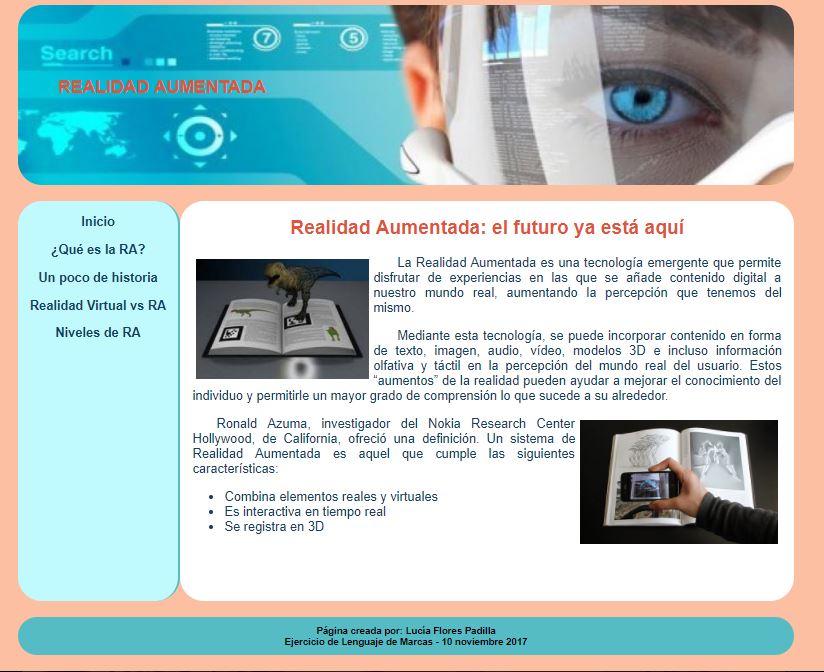 Search
7
5
REALIDAD AUMENTADA
Inicio
¿Qué es la RA?
Un poco de historia
Realidad Virtual vs RA
Niveles de RA
Realidad Aumentada: el futuro ya está aquí
La Realidad Aumentada es una tecnología emergente que permite
disfrutar de experiencias en las que se añade contenido digital a
nuestro mundo real, aumentando la percepción que tenemos del
mismo.
Mediante esta tecnología, se puede incorporar contenido en forma
de texto, imagen, audio, vídeo, modelos 3D e incluso información
olfativa y táctil en la percepción del mundo real del usuario. Estos
“aumentos” de la realidad pueden ayudar a mejorar el conocimiento del
individuo y permitirle un mayor grado de comprensión lo que sucede a su alrededor.
Ronald Azuma, investigador del Nokia Research Center
Hollywood, de California, ofreció una definición. Un sistema de
Realidad Aumentada es aquel que cumple las siguientes
características:
Combina elementos reales y virtuales
Es interactiva en tiempo real
Se registra en 3D
Página creada por: Lucía Flores Padilla
Ejercicio de Lenguaje de Marcas - 10 noviembre 2017